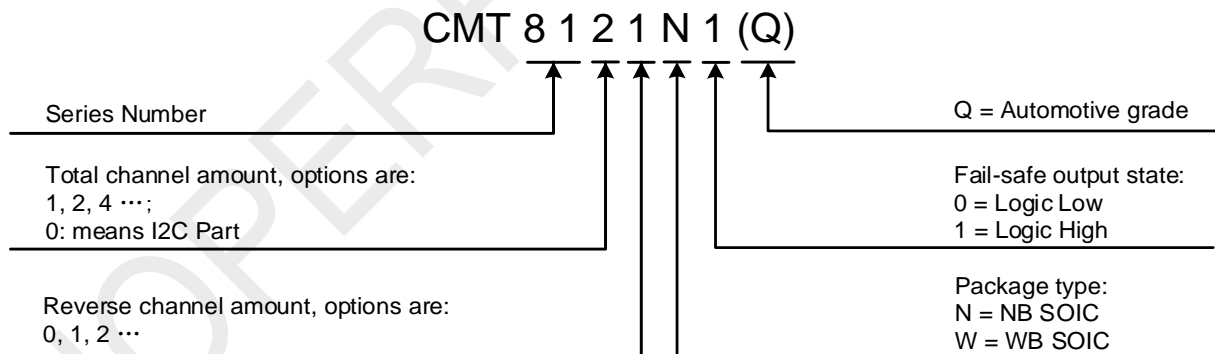 CMT 8 1 2 1 N 1 (Q)
Series Number
Total channel amount, options are:
1, 2, 4 ⋯;
0: means I2C Part
Reverse channel amount, options are:
0, 1, 2 ⋯
Q = Automotive grade
Fail-safe output state:
0 = Logic Low
1 = Logic High
Package type:
N = NB SOIC
W = WB SOIC